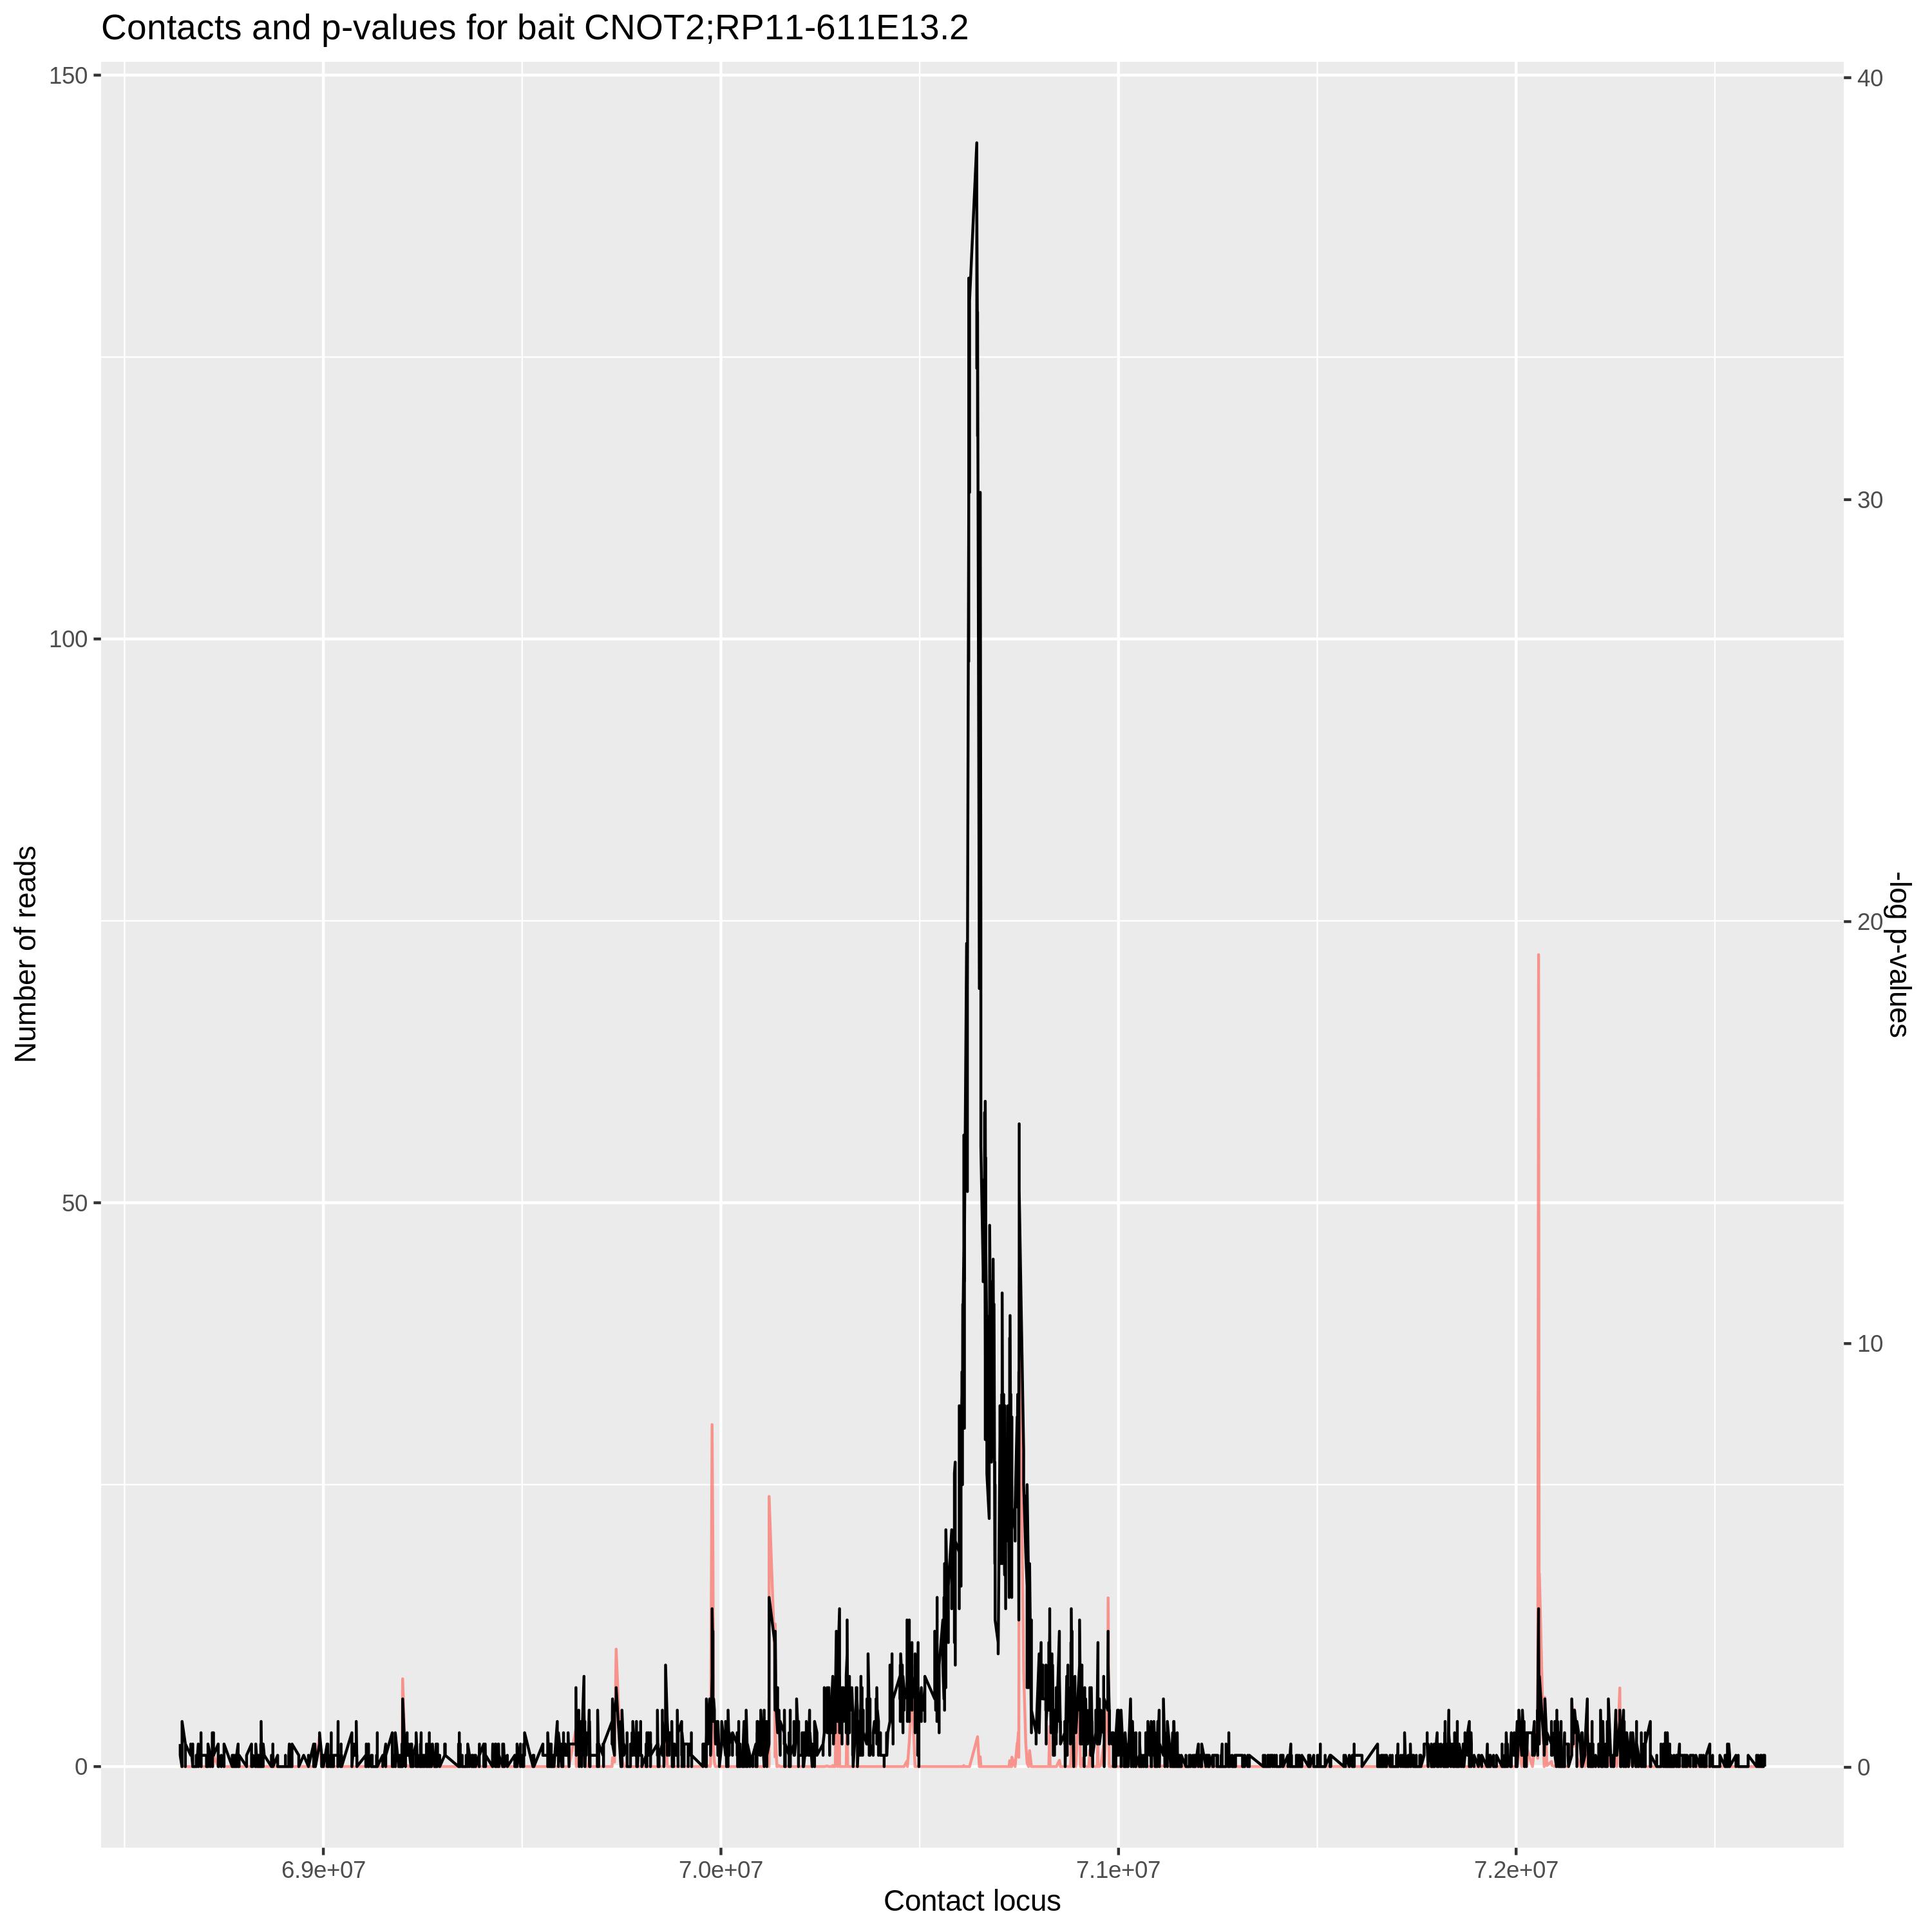 Contacts and p-values for bait CNOT2;RP11-611E13.2
150
100
50
0
Number of reads
40
30
20
10
0
-log p-values
6.9e+07
7.0e+07
7.1e+07
7.2e+07
Contact locus